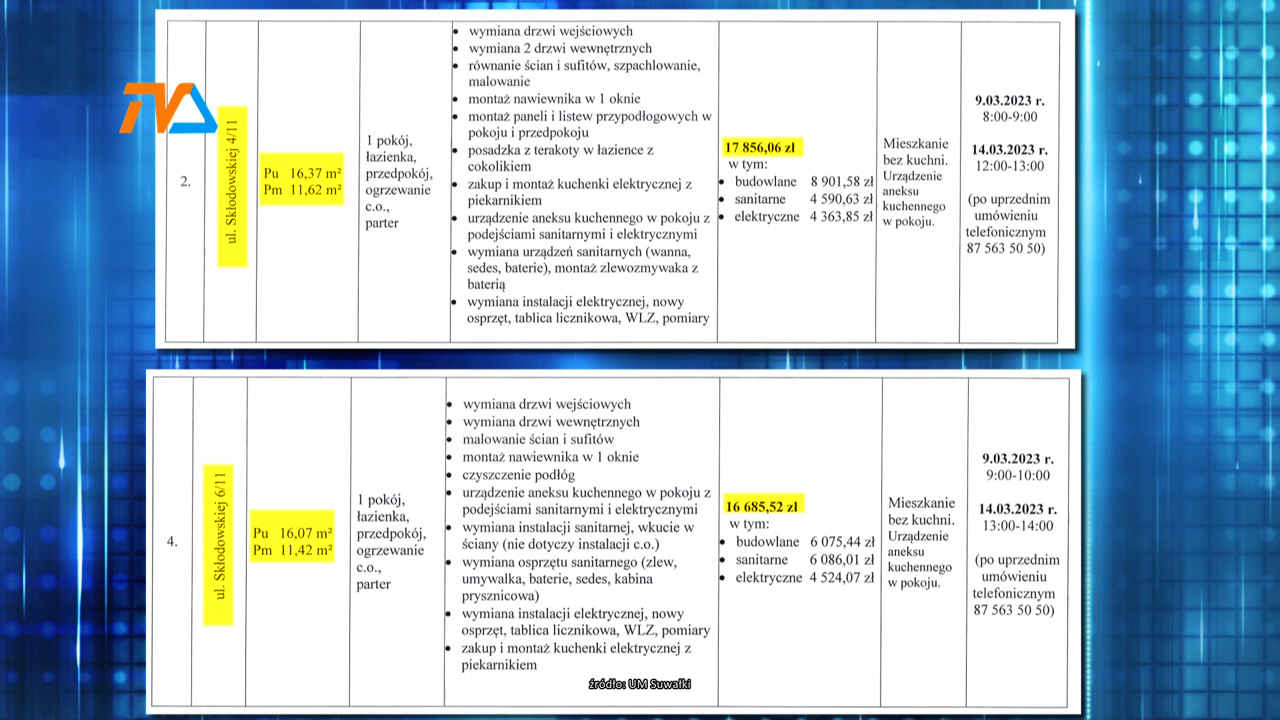 TVA
2.
ul. Skłodowskiej 4/11
Pu 16,37 m²
Pm 11,62 m²
1 pokój,
łazienka,
przedpokój,
ogrzewanie
c.o.,
parter
• wymiana drzwi wejściowych
• wymiana 2 drzwi wewnętrznych
• równanie ścian i sufitów, szpachlowanie,
malowanie
• montaż nawiewnika w 1 oknie
• montaż paneli i listew przypodłogowych w
pokoju i przedpokoju
• posadzka z terakoty w łazience z
cokolikiem
• zakup i montaż kuchenki elektrycznej z
piekarnikiem
• urządzenie aneksu kuchennego w pokoju z
podejściami sanitarnymi i elektrycznymi
• wymiana urządzeń sanitarnych (wanna,
sedes, baterie), montaż zlewozmywaka z
baterią
• wymiana instalacji elektrycznej, nowy
osprzęt, tablica licznikowa, WLZ, pomiary
17 856,06 zł
w tym:
• budowlane 8 901,58 zł
• sanitarne 4 590,63 zł
• elektryczne 4 363,85 zł
Mieszkanie
bez kuchni.
Urządzenie
aneksu
kuchennego
w pokoju.
9.03.2023 r.
8:00-9:00
14.03.2023 r.
12:00-13:00
(po uprzednim
umówieniu
telefonicznym
87 563 50 50)
4.
ul. Skłodowskiej 6/11
Pu 16,07 m²
Pm 11,42 m²
1 pokój,
łazienka,
przedpokój,
ogrzewanie
c.o.,
parter
• wymiana drzwi wejściowych
• wymiana drzwi wewnętrznych
• malowanie ścian i sufitów
• montaż nawiewnika w 1 oknie
• czyszczenie podłóg
• urządzenie aneksu kuchennego w pokoju z
podejściami sanitarnymi i elektrycznymi
• wymiana instalacji sanitarnej, wkucie w
ściany (nie dotyczy instalacji c.o.)
• wymiana osprzętu sanitarnego (zlew,
umywalka, baterie, sedes, kabina
prysznicowa)
• wymiana instalacji elektrycznej, nowy
osprzęt, tablica licznikowa, WLZ, pomiary
• zakup i montaż kuchenki elektrycznej z
piekarnikiem
16 685,52 zł
w tym:
• budowlane 6 075,44 zł
• sanitarne 6 086,01 zł
• elektryczne 4 524,07 zł
Mieszkanie
bez kuchni.
Urządzenie
aneksu
kuchennego
w pokoju.
9.03.2023 r.
9:00-10:00
14.03.2023 r.
13:00-14:00
(po uprzednim
umówieniu
telefonicznym
87 563 50 50)
źródło: UM Suwałki